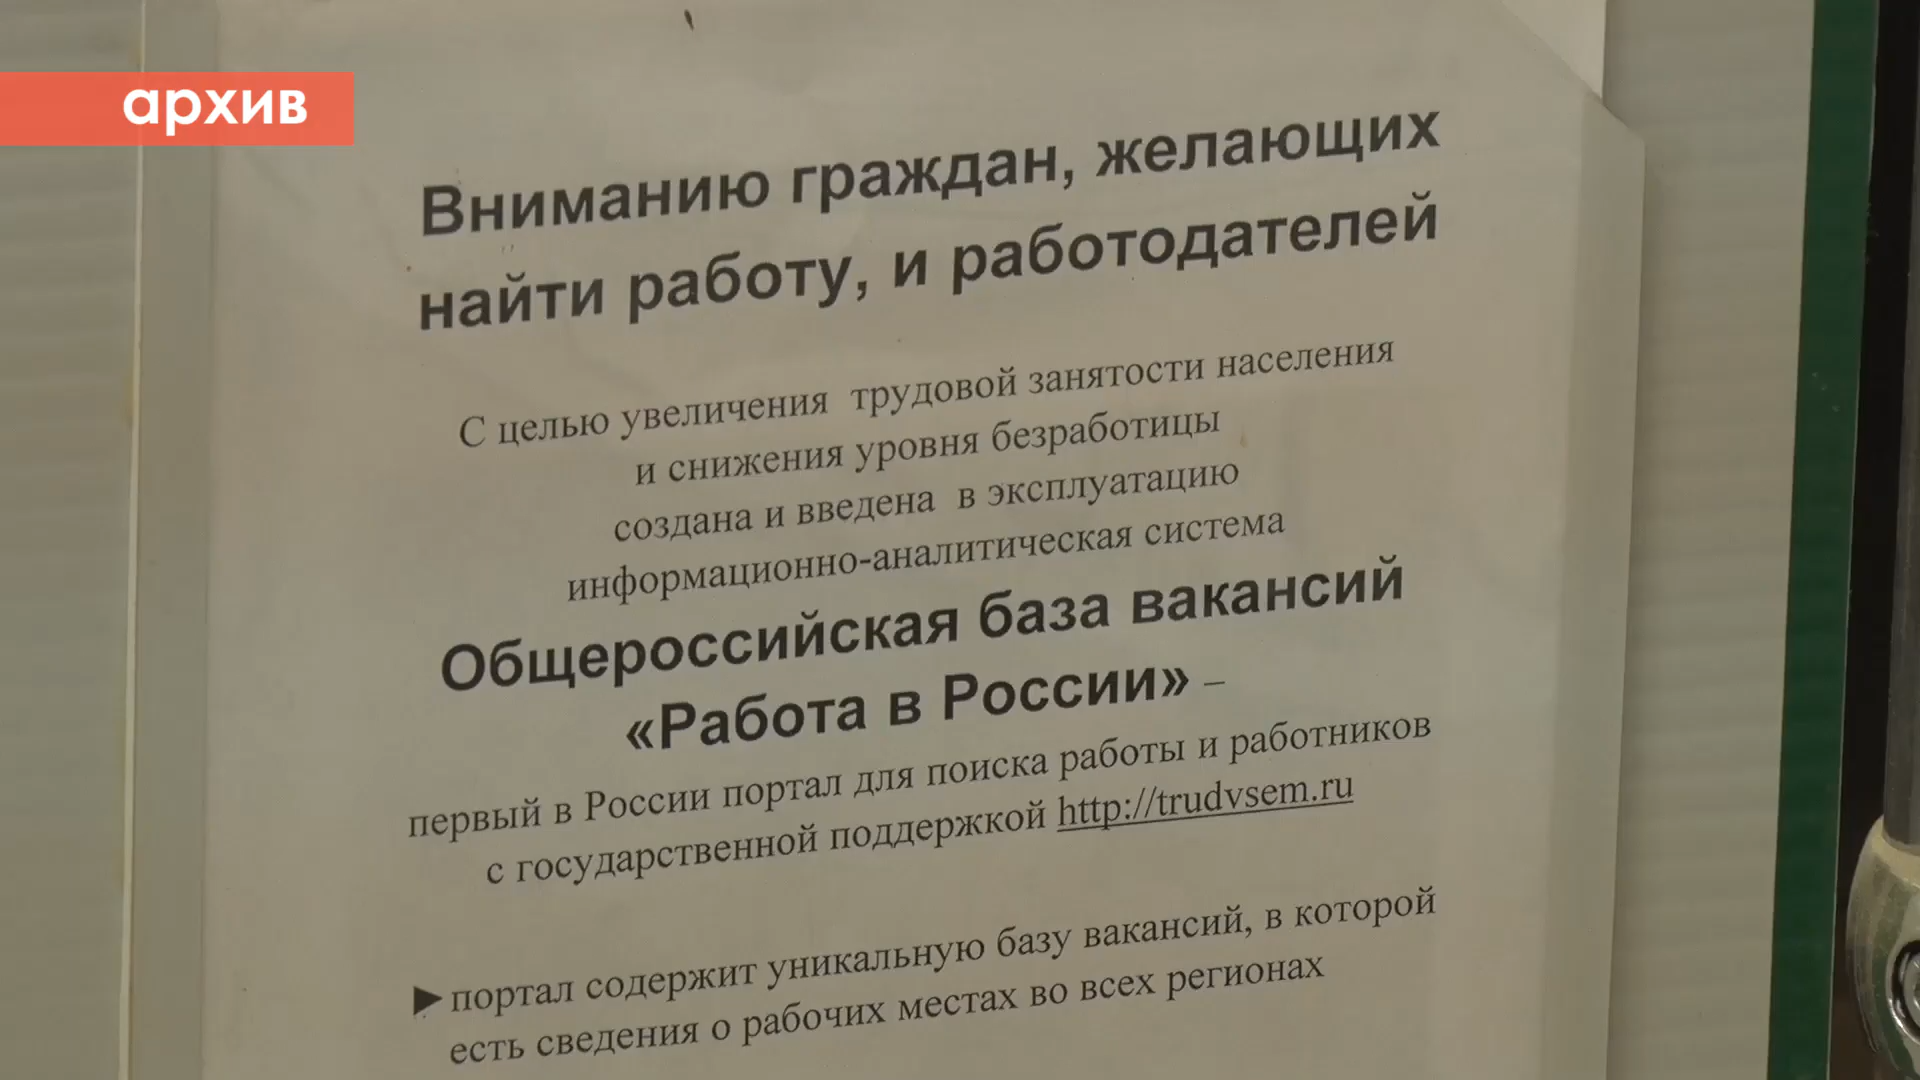 архив
Вниманию граждан, желающих
найти работу, и работодателей
С целью увеличения трудовой занятости населения
и снижения уровня безработицы
создана и введена в эксплуатацию
информационно-аналитическая система
Общероссийская база вакансий
«Работа в России» –
первый в России портал для поиска работы и работников
с государственной поддержкой http://trudvsem.ru
►портал содержит уникальную базу вакансий, в которой
есть сведения о рабочих местах во всех регионах